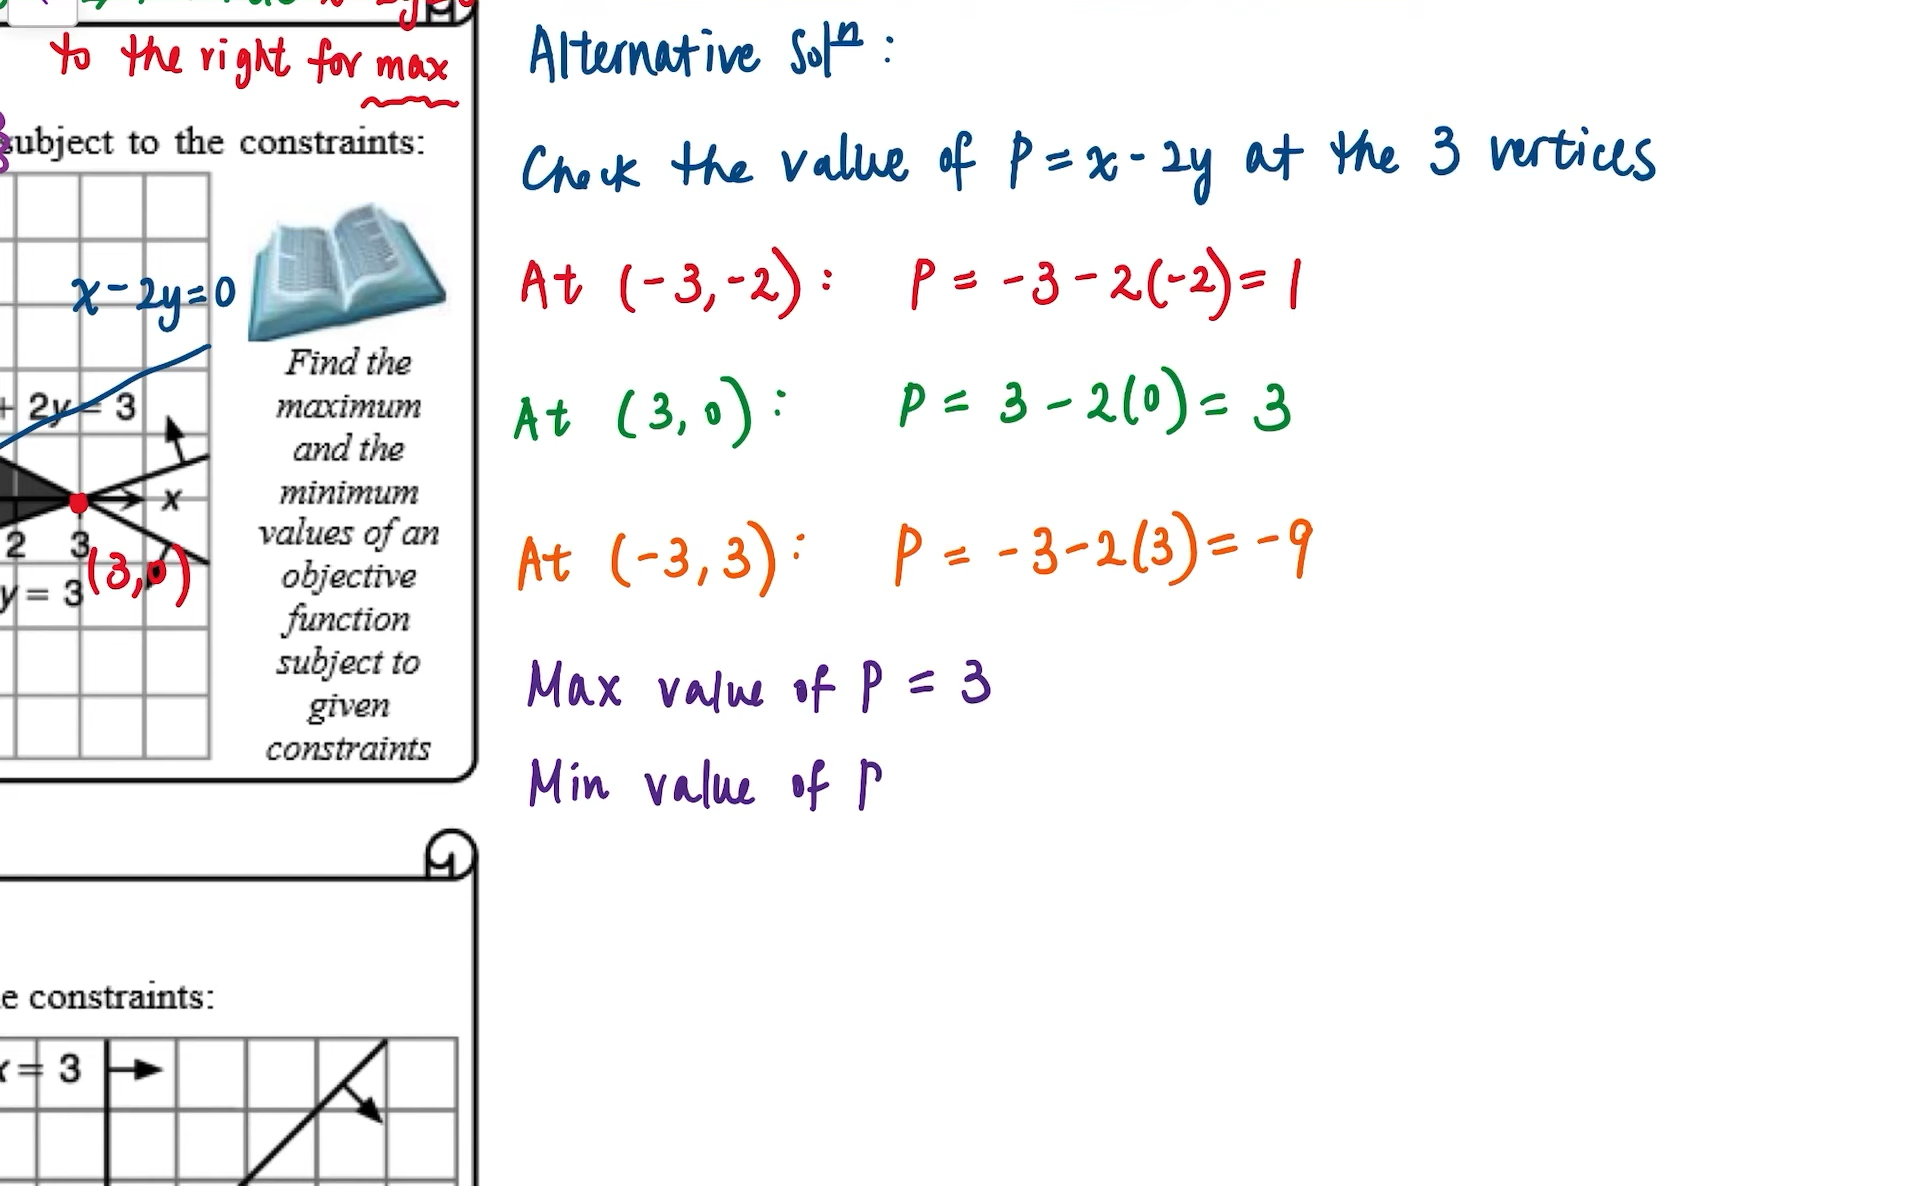 to the right for max
subject to the constraints:
x - 2y = 0
+ 2y = 3
x
2 3
(3,0)
y = 3
Find the
maximum
and the
minimum
values of an
objective
function
subject to
given
constraints
e constraints:
x = 3
Alternative Solⁿ :
Check the value of P = x - 2y at the 3 vertices
At (-3,-2) : P = -3 - 2(-2) = 1
At (3,0) : P = 3 - 2(0) = 3
At (-3,3) : P = -3 - 2(3) = -9
Max value of P = 3
Min value of P